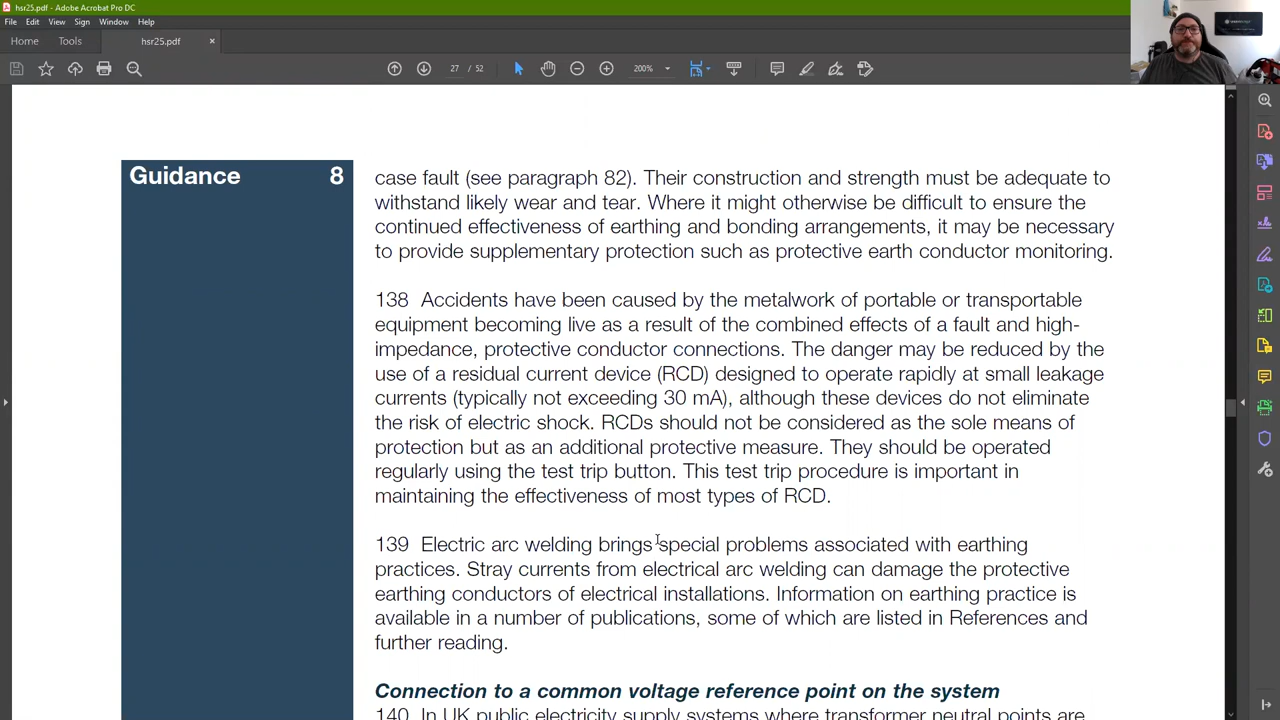 hsr25.pdf - Adobe Acrobat Pro DC
File Edit View Sign Window Help
Home Tools hsr25.pdf ×
27 / 52 200%
Guidance 8
case fault (see paragraph 82). Their construction and strength must be adequate to
withstand likely wear and tear. Where it might otherwise be difficult to ensure the
continued effectiveness of earthing and bonding arrangements, it may be necessary
to provide supplementary protection such as protective earth conductor monitoring.
138 Accidents have been caused by the metalwork of portable or transportable
equipment becoming live as a result of the combined effects of a fault and high-
impedance, protective conductor connections. The danger may be reduced by the
use of a residual current device (RCD) designed to operate rapidly at small leakage
currents (typically not exceeding 30 mA), although these devices do not eliminate
the risk of electric shock. RCDs should not be considered as the sole means of
protection but as an additional protective measure. They should be operated
regularly using the test trip button. This test trip procedure is important in
maintaining the effectiveness of most types of RCD.
139 Electric arc welding brings special problems associated with earthing
practices. Stray currents from electrical arc welding can damage the protective
earthing conductors of electrical installations. Information on earthing practice is
available in a number of publications, some of which are listed in References and
further reading.
Connection to a common voltage reference point on the system
140 In UK public electricity supply systems where transformer neutral points are